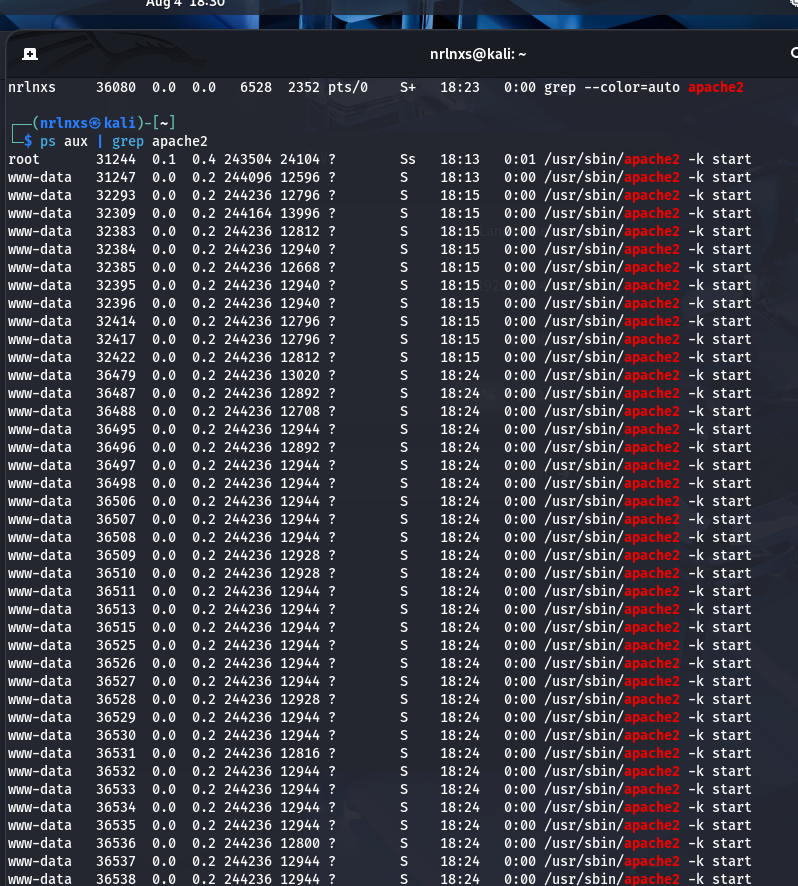 Aug 4 18:30
nrlnxs@kali: ~
nrlnxs 36080 0.0 0.0 6528 2352 pts/0 S+ 18:23 0:00 grep --color=auto apache2
┌──(nrlnxs㉿kali)-[~]
└─$ ps aux | grep apache2
root 31244 0.1 0.4 243504 24104 ? Ss 18:13 0:01 /usr/sbin/apache2 -k start
www-data 31247 0.0 0.2 244096 12596 ? S 18:13 0:00 /usr/sbin/apache2 -k start
www-data 32293 0.0 0.2 244236 12796 ? S 18:15 0:00 /usr/sbin/apache2 -k start
www-data 32309 0.0 0.2 244164 13996 ? S 18:15 0:00 /usr/sbin/apache2 -k start
www-data 32383 0.0 0.2 244236 12812 ? S 18:15 0:00 /usr/sbin/apache2 -k start
www-data 32384 0.0 0.2 244236 12940 ? S 18:15 0:00 /usr/sbin/apache2 -k start
www-data 32385 0.0 0.2 244236 12668 ? S 18:15 0:00 /usr/sbin/apache2 -k start
www-data 32395 0.0 0.2 244236 12940 ? S 18:15 0:00 /usr/sbin/apache2 -k start
www-data 32396 0.0 0.2 244236 12940 ? S 18:15 0:00 /usr/sbin/apache2 -k start
www-data 32414 0.0 0.2 244236 12796 ? S 18:15 0:00 /usr/sbin/apache2 -k start
www-data 32417 0.0 0.2 244236 12796 ? S 18:15 0:00 /usr/sbin/apache2 -k start
www-data 32422 0.0 0.2 244236 12812 ? S 18:15 0:00 /usr/sbin/apache2 -k start
www-data 36479 0.0 0.2 244236 13020 ? S 18:24 0:00 /usr/sbin/apache2 -k start
www-data 36487 0.0 0.2 244236 12892 ? S 18:24 0:00 /usr/sbin/apache2 -k start
www-data 36488 0.0 0.2 244236 12708 ? S 18:24 0:00 /usr/sbin/apache2 -k start
www-data 36495 0.0 0.2 244236 12944 ? S 18:24 0:00 /usr/sbin/apache2 -k start
www-data 36496 0.0 0.2 244236 12892 ? S 18:24 0:00 /usr/sbin/apache2 -k start
www-data 36497 0.0 0.2 244236 12944 ? S 18:24 0:00 /usr/sbin/apache2 -k start
www-data 36498 0.0 0.2 244236 12944 ? S 18:24 0:00 /usr/sbin/apache2 -k start
www-data 36506 0.0 0.2 244236 12944 ? S 18:24 0:00 /usr/sbin/apache2 -k start
www-data 36507 0.0 0.2 244236 12944 ? S 18:24 0:00 /usr/sbin/apache2 -k start
www-data 36508 0.0 0.2 244236 12944 ? S 18:24 0:00 /usr/sbin/apache2 -k start
www-data 36509 0.0 0.2 244236 12928 ? S 18:24 0:00 /usr/sbin/apache2 -k start
www-data 36510 0.0 0.2 244236 12928 ? S 18:24 0:00 /usr/sbin/apache2 -k start
www-data 36511 0.0 0.2 244236 12944 ? S 18:24 0:00 /usr/sbin/apache2 -k start
www-data 36513 0.0 0.2 244236 12944 ? S 18:24 0:00 /usr/sbin/apache2 -k start
www-data 36515 0.0 0.2 244236 12944 ? S 18:24 0:00 /usr/sbin/apache2 -k start
www-data 36525 0.0 0.2 244236 12944 ? S 18:24 0:00 /usr/sbin/apache2 -k start
www-data 36526 0.0 0.2 244236 12944 ? S 18:24 0:00 /usr/sbin/apache2 -k start
www-data 36527 0.0 0.2 244236 12944 ? S 18:24 0:00 /usr/sbin/apache2 -k start
www-data 36528 0.0 0.2 244236 12928 ? S 18:24 0:00 /usr/sbin/apache2 -k start
www-data 36529 0.0 0.2 244236 12944 ? S 18:24 0:00 /usr/sbin/apache2 -k start
www-data 36530 0.0 0.2 244236 12944 ? S 18:24 0:00 /usr/sbin/apache2 -k start
www-data 36531 0.0 0.2 244236 12816 ? S 18:24 0:00 /usr/sbin/apache2 -k start
www-data 36532 0.0 0.2 244236 12944 ? S 18:24 0:00 /usr/sbin/apache2 -k start
www-data 36533 0.0 0.2 244236 12944 ? S 18:24 0:00 /usr/sbin/apache2 -k start
www-data 36534 0.0 0.2 244236 12944 ? S 18:24 0:00 /usr/sbin/apache2 -k start
www-data 36535 0.0 0.2 244236 12944 ? S 18:24 0:00 /usr/sbin/apache2 -k start
www-data 36536 0.0 0.2 244236 12800 ? S 18:24 0:00 /usr/sbin/apache2 -k start
www-data 36537 0.0 0.2 244236 12944 ? S 18:24 0:00 /usr/sbin/apache2 -k start
www-data 36538 0.0 0.2 244236 12944 ? S 18:24 0:00 /usr/sbin/apache2 -k start